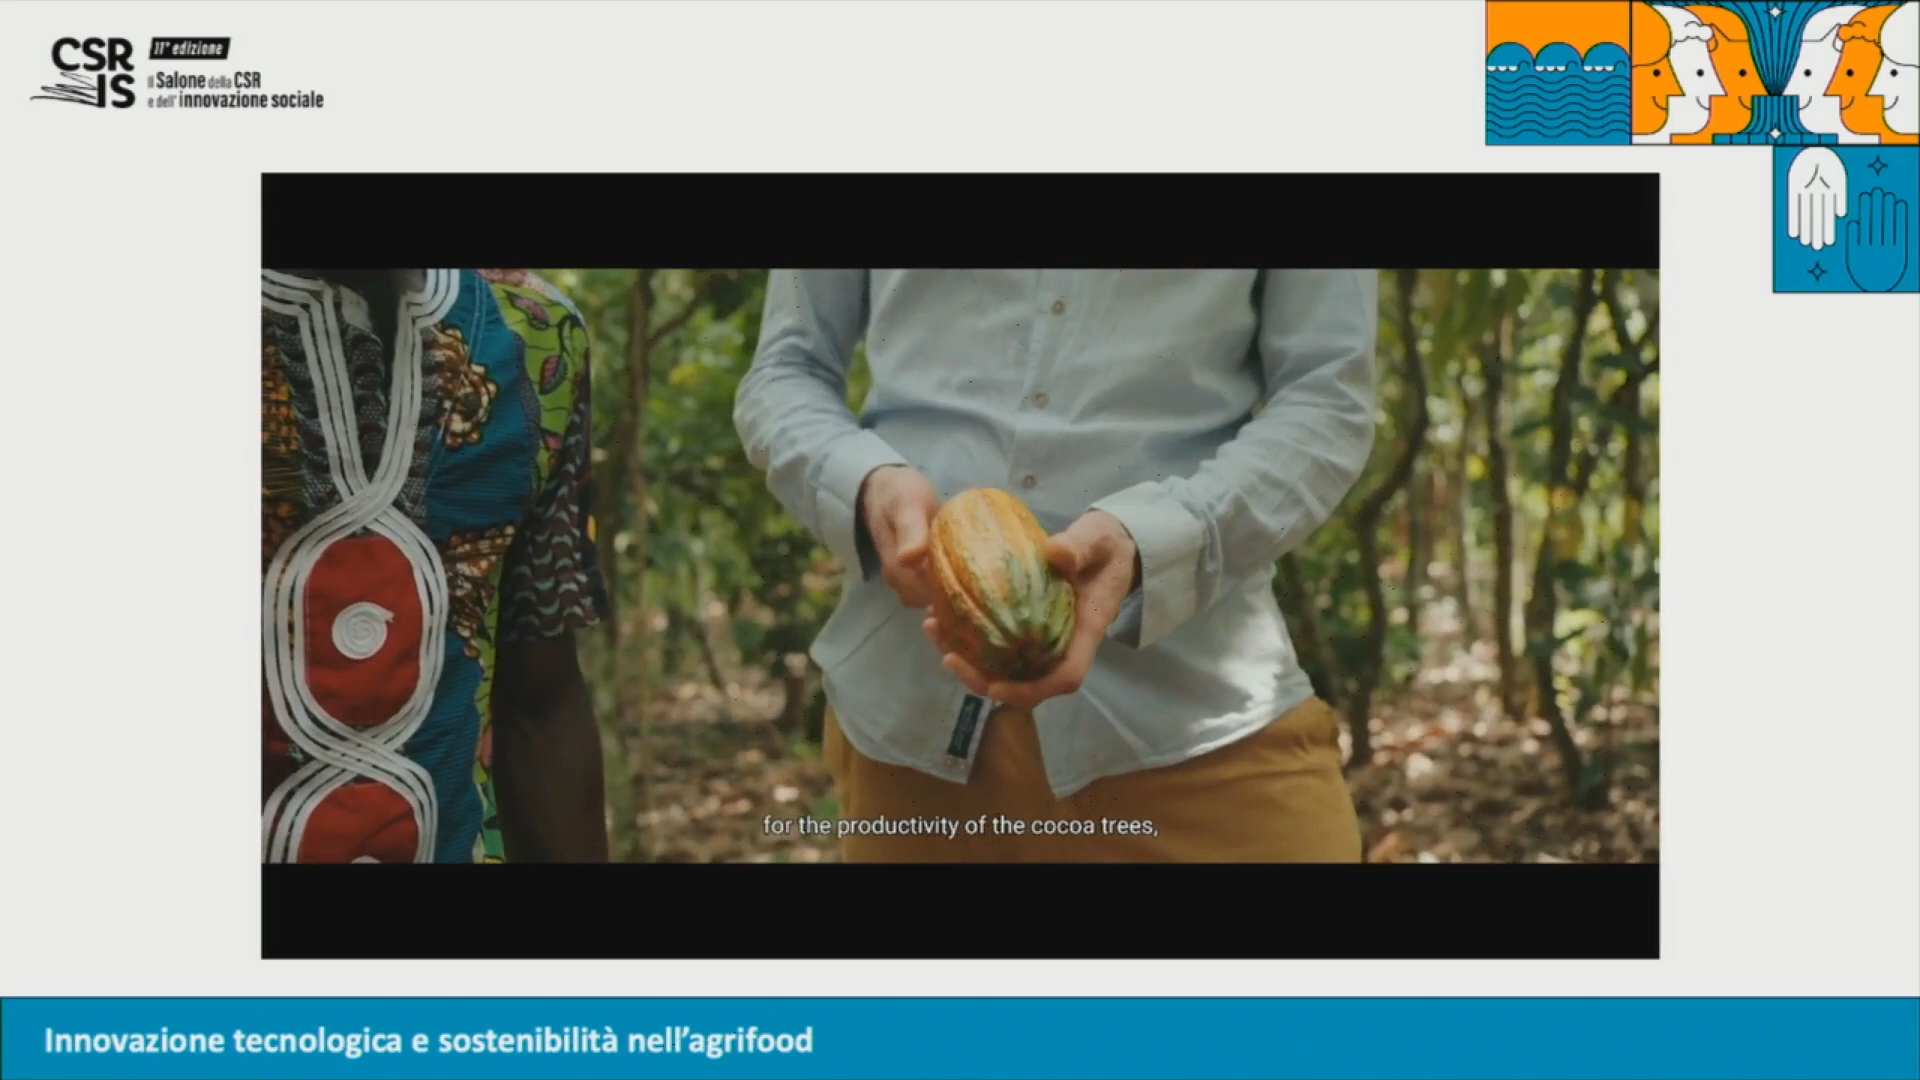 CSR
IS
11ª edizione
il Salone della CSR
e dell'innovazione sociale
for the productivity of the cocoa trees,
Innovazione tecnologica e sostenibilità nell'agrifood